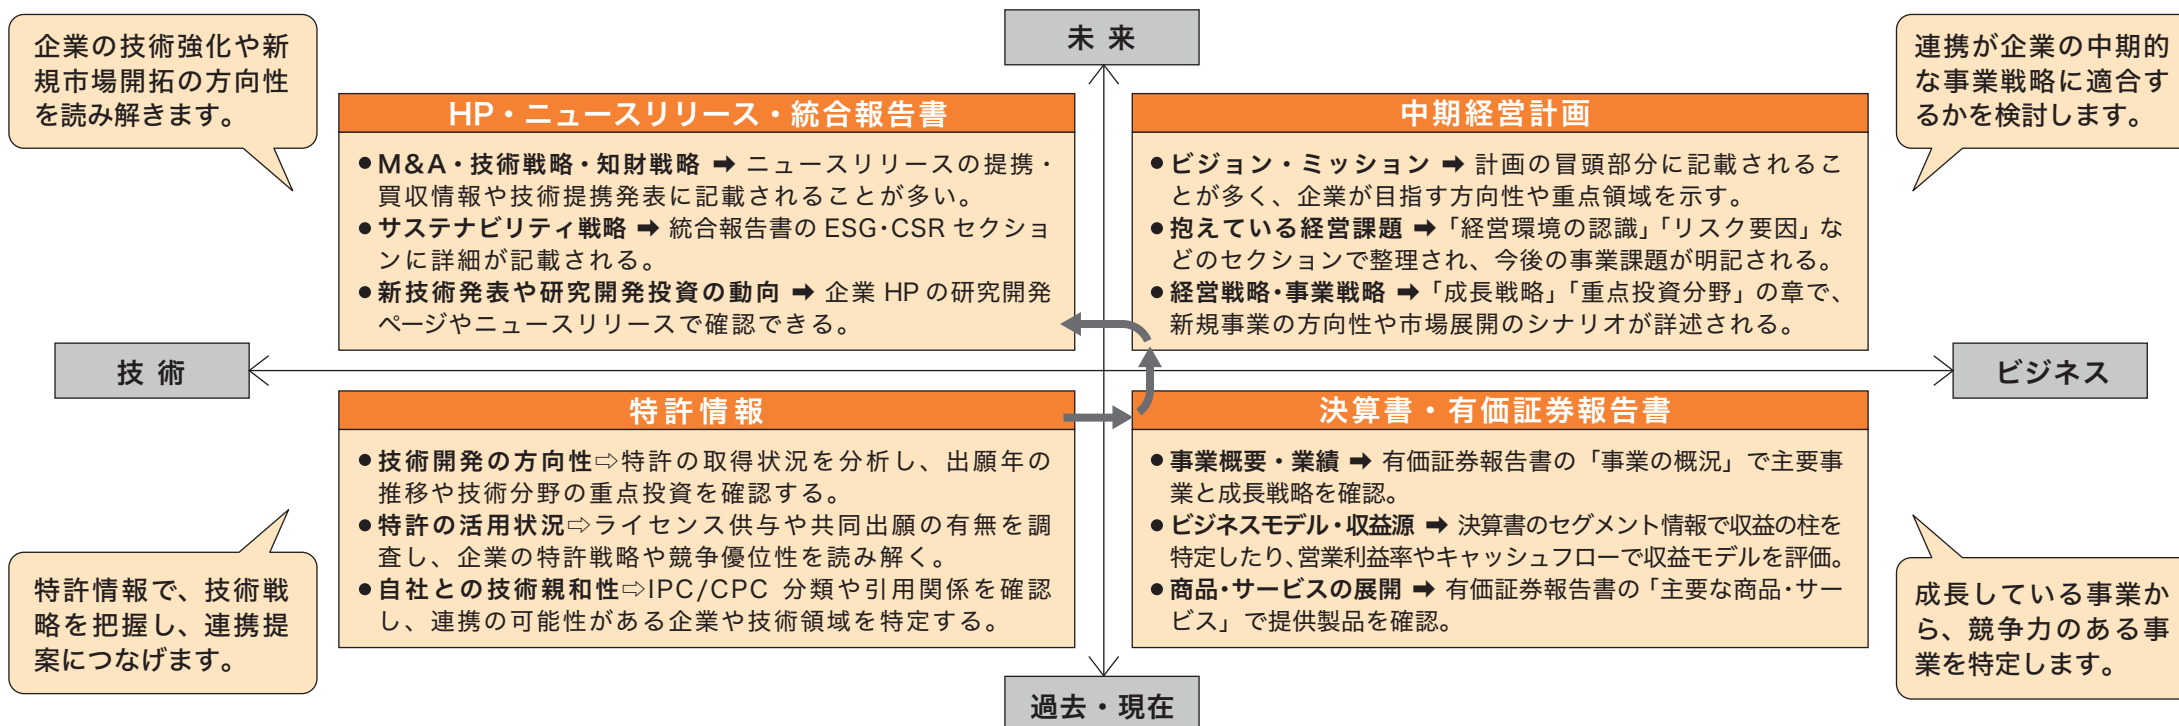 未来
企業の技術強化や新
規市場開拓の方向性
を読み解きます。
連携が企業の中期的
な事業戦略に適合す
るかを検討します。
HP・ニュースリリース・統合報告書
●M&A・技術戦略・知財戦略 ➡ ニュースリリースの提携・
買収情報や技術提携発表に記載されることが多い。
●サステナビリティ戦略 ➡ 統合報告書の ESG・CSR セクショ
ンに詳細が記載される。
●新技術発表や研究開発投資の動向 ➡ 企業 HP の研究開発
ページやニュースリリースで確認できる。
中期経営計画
●ビジョン・ミッション ➡ 計画の冒頭部分に記載されるこ
とが多く、企業が目指す方向性や重点領域を示す。
●抱えている経営課題 ➡「経営環境の認識」「リスク要因」な
どのセクションで整理され、今後の事業課題が明記される。
●経営戦略・事業戦略 ➡「成長戦略」「重点投資分野」の章で、
新規事業の方向性や市場展開のシナリオが詳述される。
技術
ビジネス
特許情報
●技術開発の方向性⇨特許の取得状況を分析し、出願年の
推移や技術分野の重点投資を確認する。
●特許の活用状況⇨ライセンス供与や共同出願の有無を調
査し、企業の特許戦略や競争優位性を読み解く。
●自社との技術親和性⇨IPC/CPC 分類や引用関係を確認
し、連携の可能性がある企業や技術領域を特定する。
決算書・有価証券報告書
●事業概要・業績 ➡ 有価証券報告書の「事業の概況」で主要事
業と成長戦略を確認。
●ビジネスモデル・収益源 ➡ 決算書のセグメント情報で収益の柱を
特定したり、営業利益率やキャッシュフローで収益モデルを評価。
●商品・サービスの展開 ➡ 有価証券報告書の「主要な商品・サー
ビス」で提供製品を確認。
特許情報で、技術戦
略を把握し、連携提
案につなげます。
成長している事業か
ら、競争力のある事
業を特定します。
過去・現在